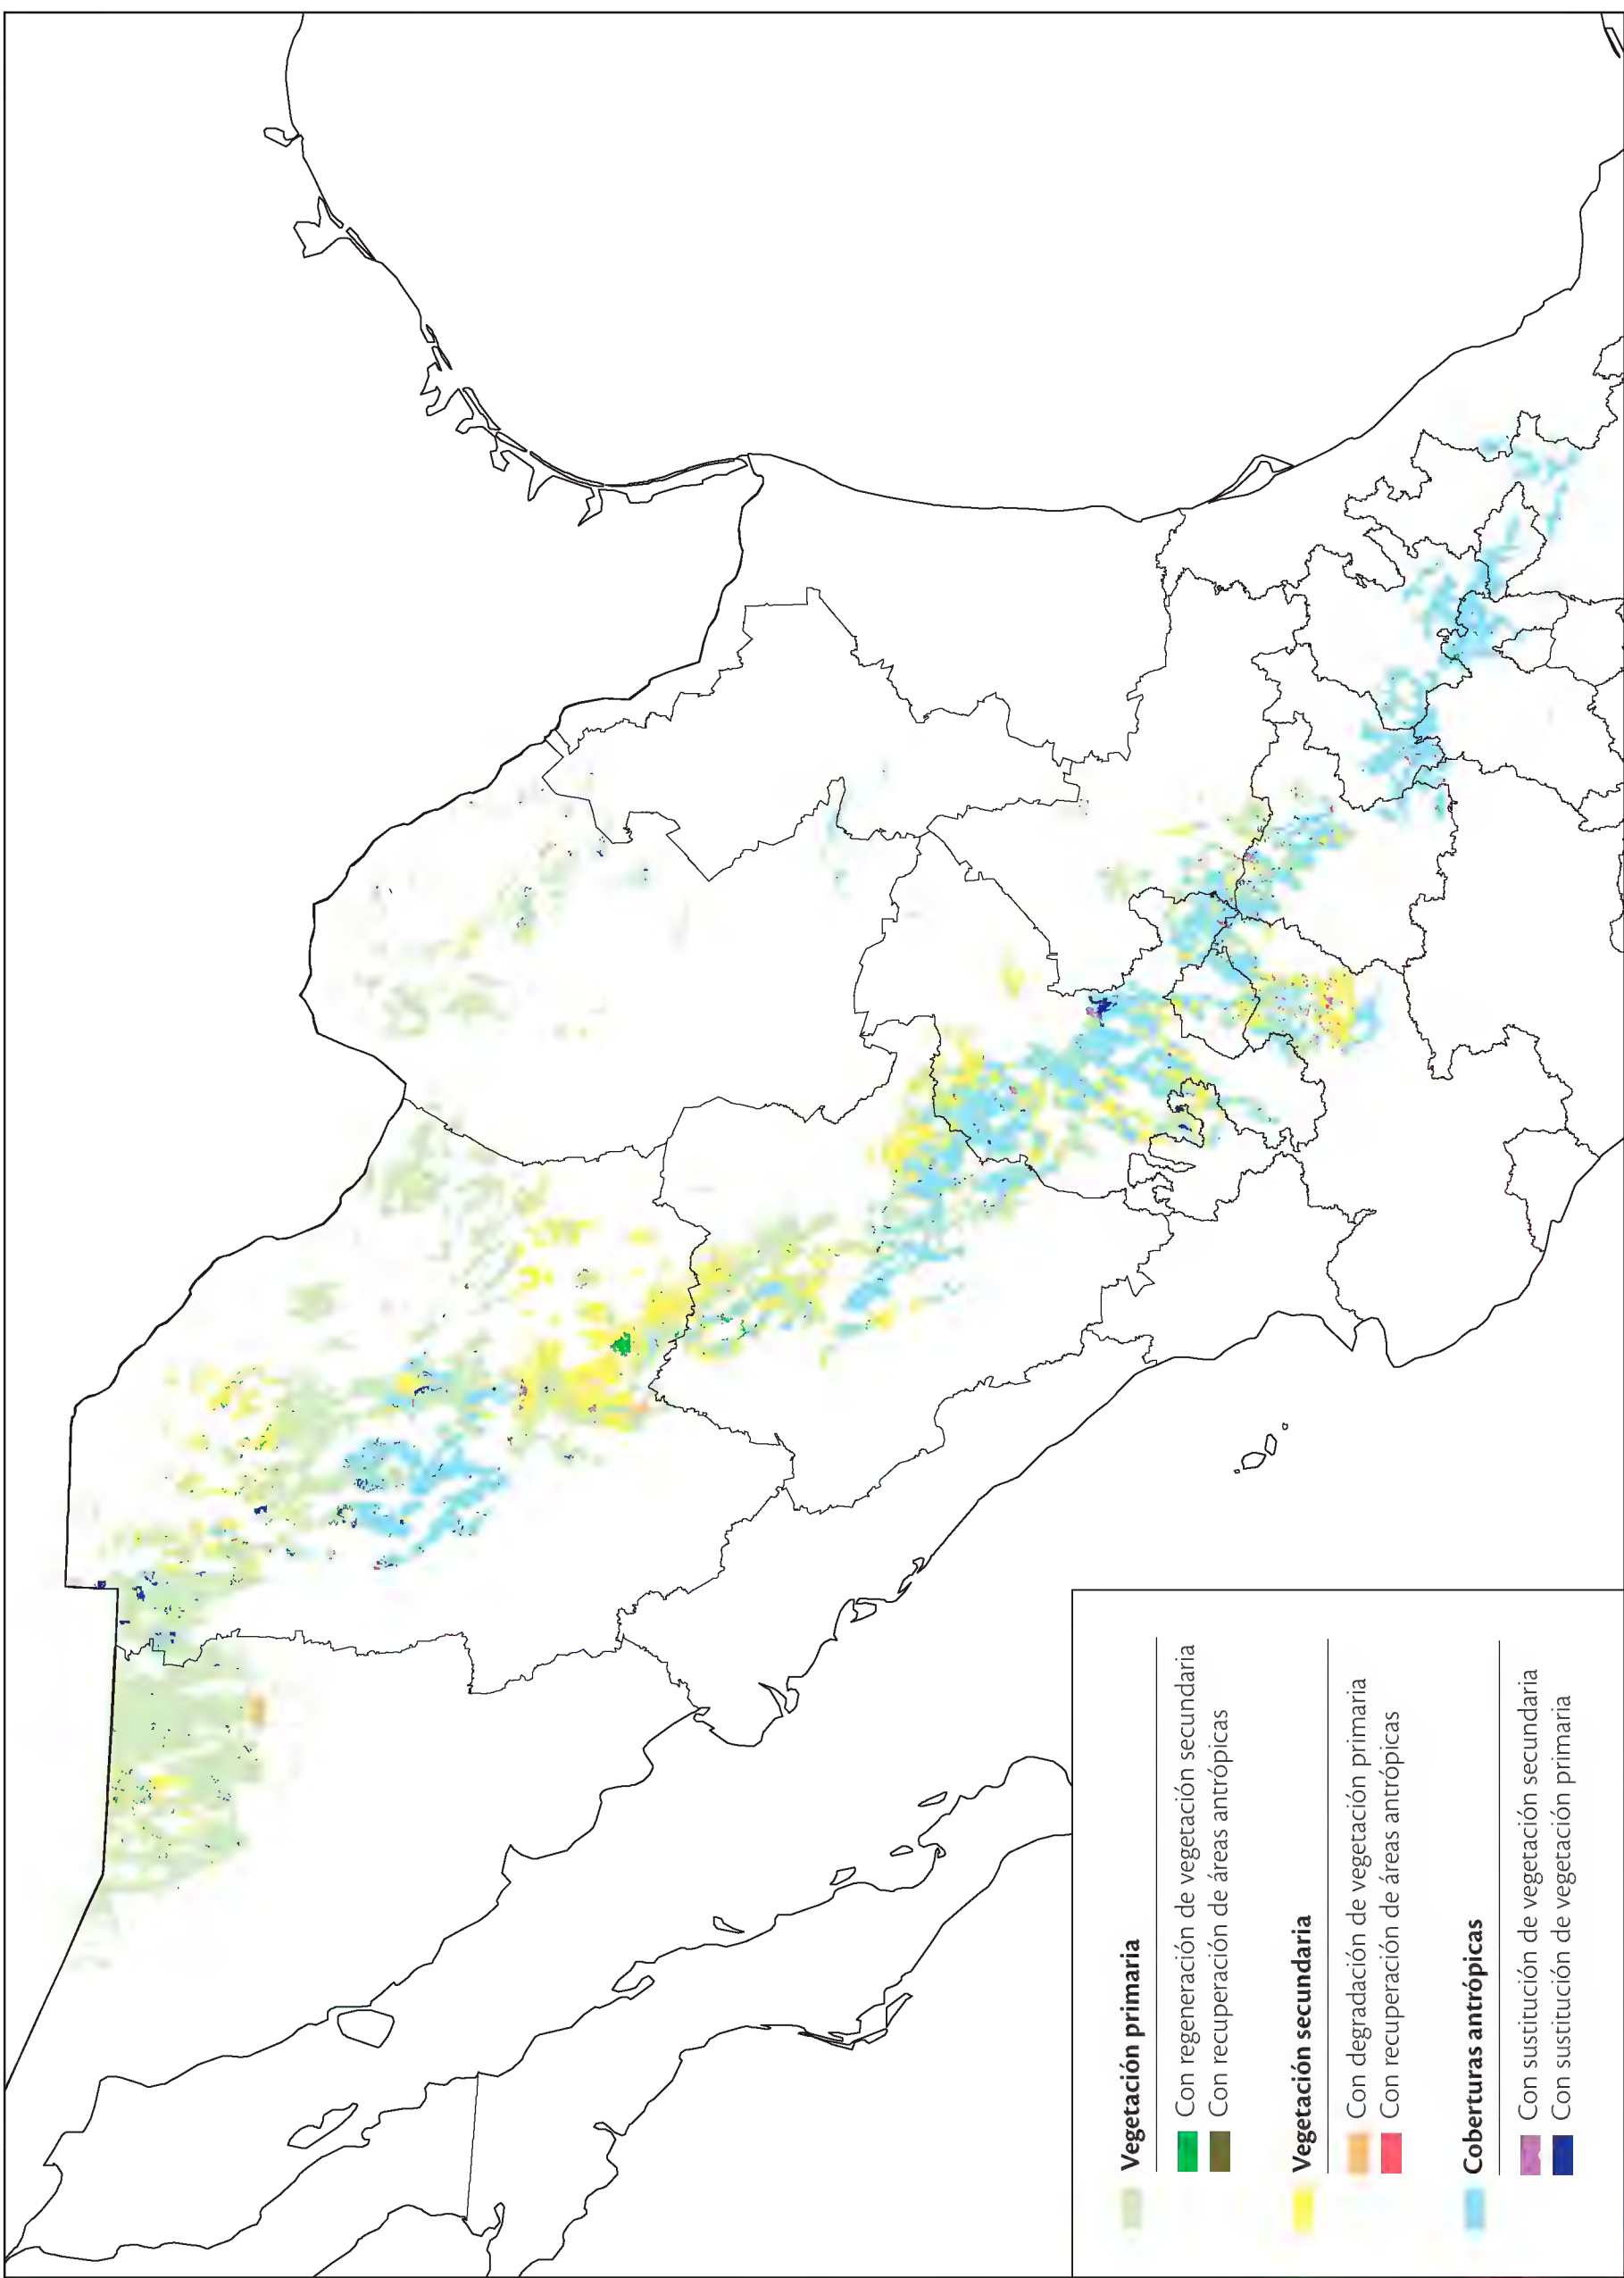 Vegetación primaria
Con regeneración de vegetación secundaria
Con recuperación de áreas antrópicas
Vegetación secundaria
Con degradación de vegetación primaria
Con recuperación de áreas antrópicas
Coberturas antrópicas
Con sustitución de vegetación secundaria
Con sustitución de vegetación primaria